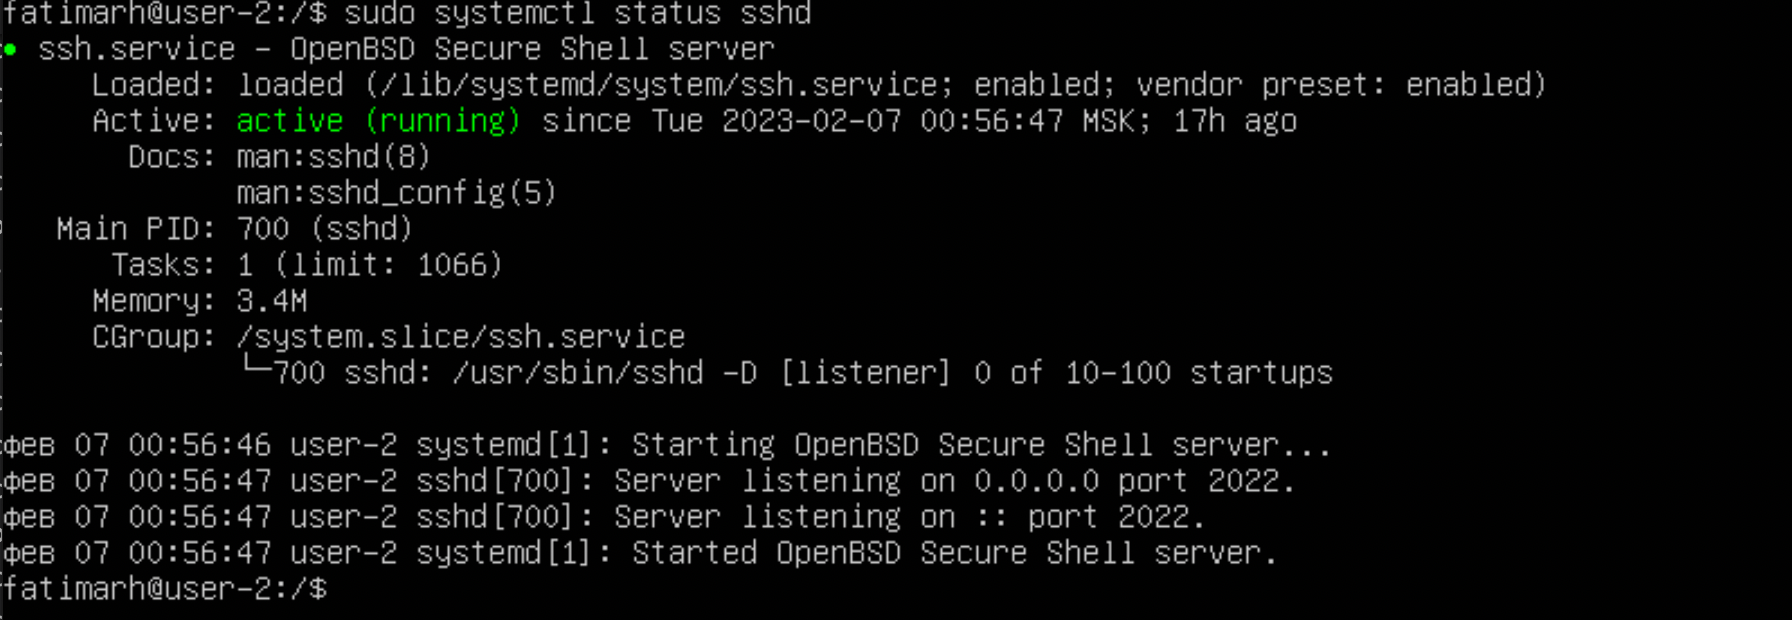 fatimarh@user-2:/$ sudo systemctl status sshd
● ssh.service - OpenBSD Secure Shell server
Loaded: loaded (/lib/systemd/system/ssh.service; enabled; vendor preset: enabled)
Active: active (running) since Tue 2023-02-07 00:56:47 MSK; 17h ago
Docs: man:sshd(8)
man:sshd_config(5)
Main PID: 700 (sshd)
Tasks: 1 (limit: 1066)
Memory: 3.4M
CGroup: /system.slice/ssh.service
└─700 sshd: /usr/sbin/sshd -D [listener] 0 of 10-100 startups
фев 07 00:56:46 user-2 systemd[1]: Starting OpenBSD Secure Shell server...
фев 07 00:56:47 user-2 sshd[700]: Server listening on 0.0.0.0 port 2022.
фев 07 00:56:47 user-2 sshd[700]: Server listening on :: port 2022.
фев 07 00:56:47 user-2 systemd[1]: Started OpenBSD Secure Shell server.
fatimarh@user-2:/$